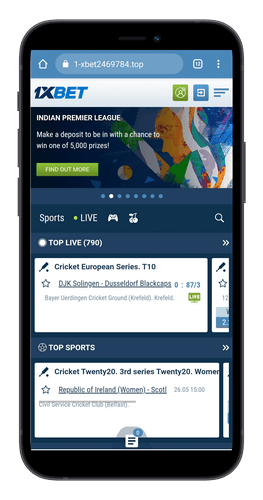 1-xbet2469784.top
12
1XBET
INDIAN PREMIER LEAGUE
Make a deposit to be in with a chance to
win one of 5,000 prizes!
FIND OUT MORE
Sports
LIVE
TOP LIVE (790)
Cricket European Series. T10
DJK Solingen - Dusseldorf Blackcaps 0 : 87/3
Bayer Uerdingen Cricket Ground (Krefeld). Krefeld. LIVE
12
TOP SPORTS
Cricket Twenty20. 3rd series Twenty20. Women
Republic of Ireland (Women) - Scotl 26.05 15:00
Civil Service Cricket Club (Belfast).